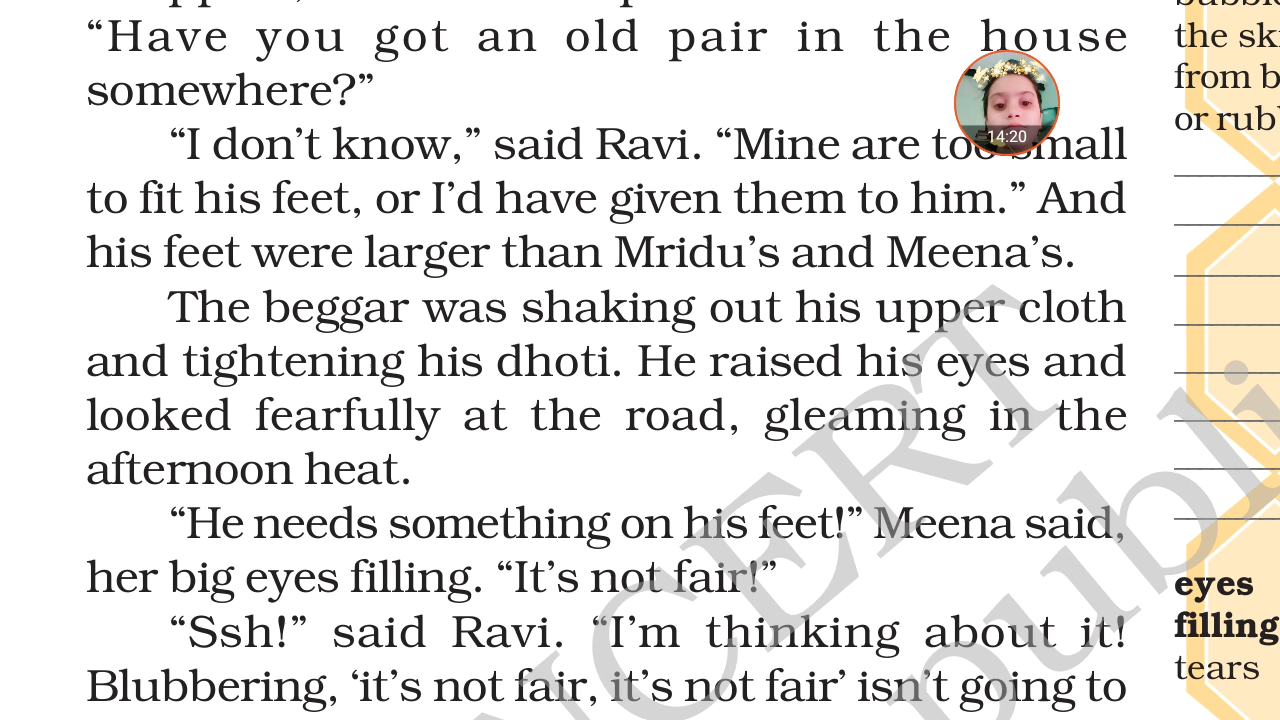 “Have you got an old pair in the house
somewhere?”
“I don’t know,” said Ravi. “Mine are too small
to fit his feet, or I’d have given them to him.” And
his feet were larger than Mridu’s and Meena’s.
The beggar was shaking out his upper cloth
and tightening his dhoti. He raised his eyes and
looked fearfully at the road, gleaming in the
afternoon heat.
“He needs something on his feet!” Meena said,
her big eyes filling. “It’s not fair!”
“Ssh!” said Ravi. “I’m thinking about it!
Blubbering, ‘it’s not fair, it’s not fair’ isn’t going to
14:20
the
from
or
eyes
filling
tears
NCERT